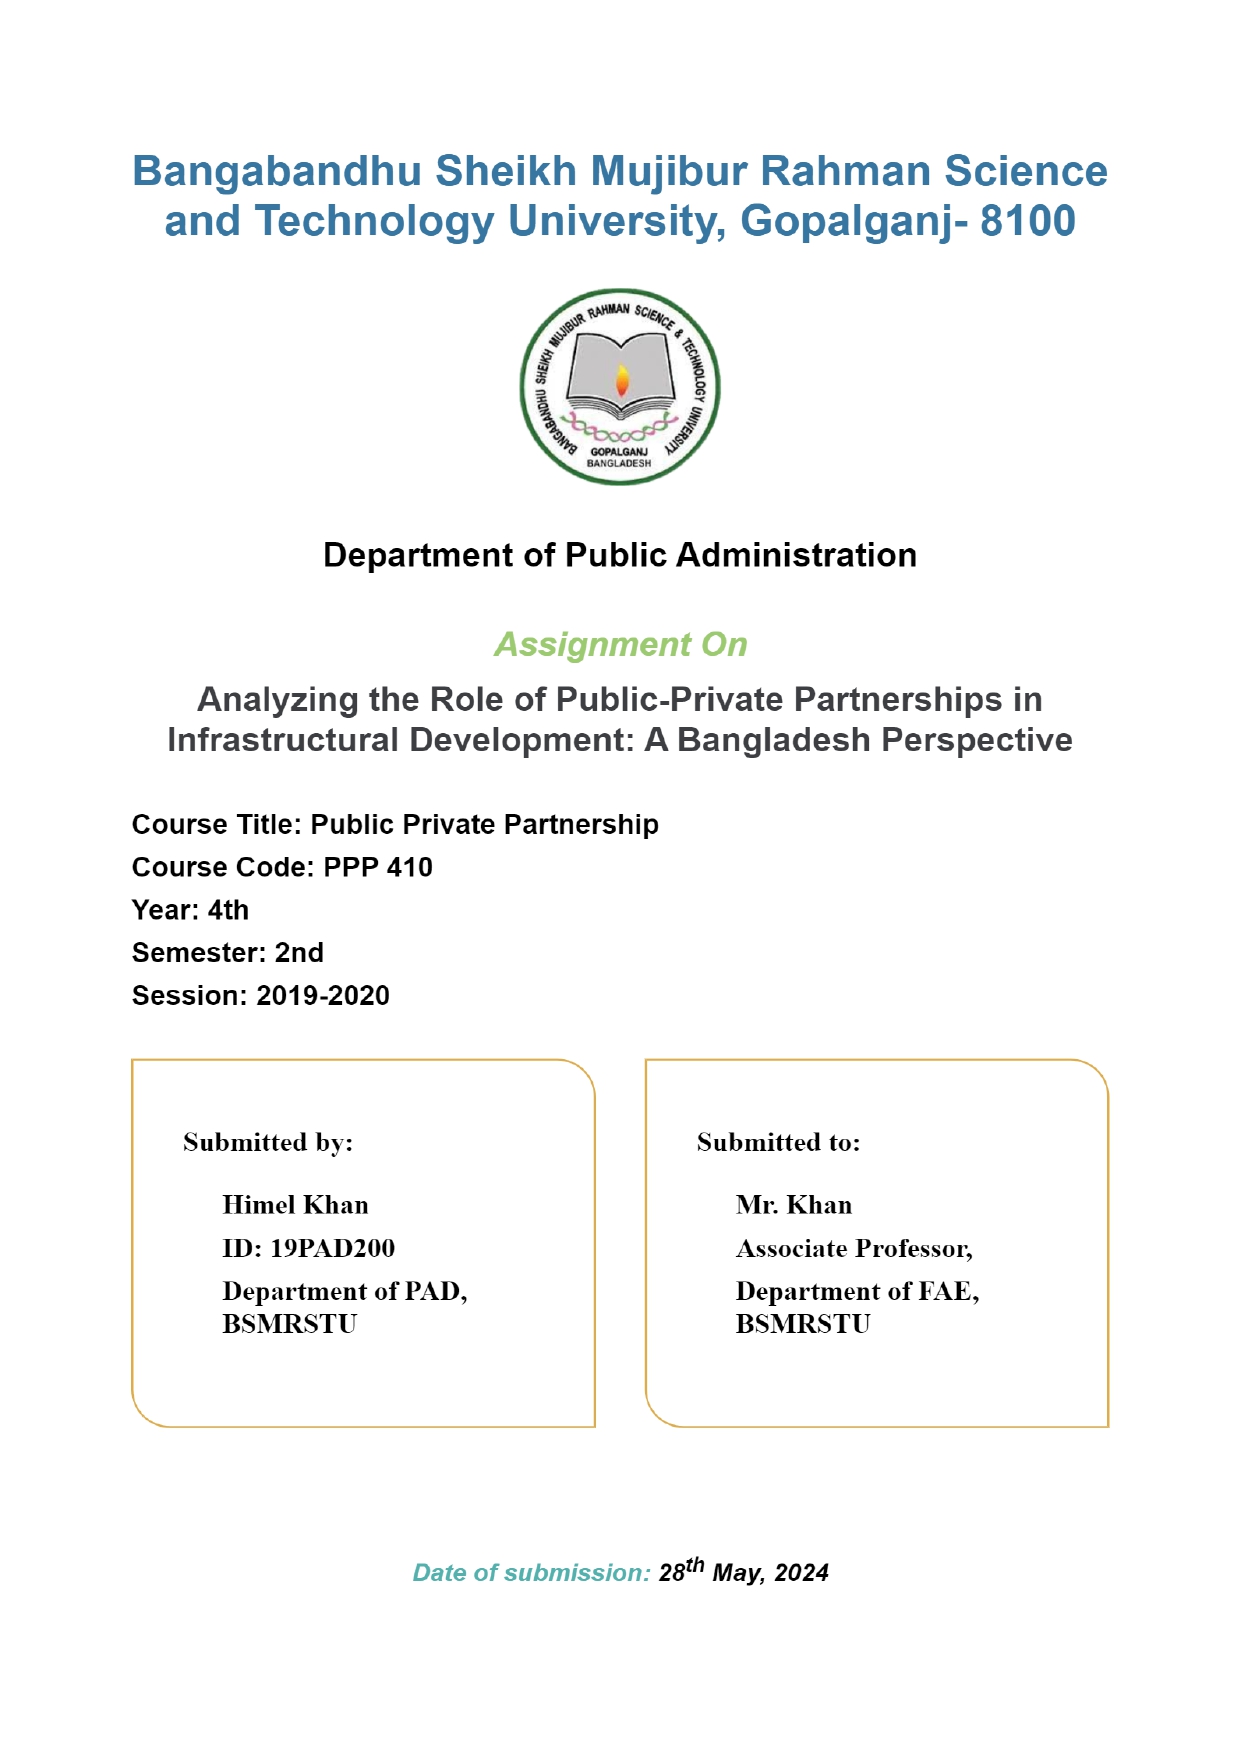 Bangabandhu Sheikh Mujibur Rahman Science
and Technology University, Gopalganj- 8100
BANGABANDHU SHEIKH MUJIBUR RAHMAN SCIENCE & TECHNOLOGY UNIVERSITY
GOPALGANJ
BANGLADESH
Department of Public Administration
Assignment On
Analyzing the Role of Public-Private Partnerships in
Infrastructural Development: A Bangladesh Perspective
Course Title: Public Private Partnership
Course Code: PPP 410
Year: 4th
Semester: 2nd
Session: 2019-2020
Submitted by:
Himel Khan
ID: 19PAD200
Department of PAD,
BSMRSTU
Submitted to:
Mr. Khan
Associate Professor,
Department of FAE,
BSMRSTU
Date of submission: 28th May, 2024